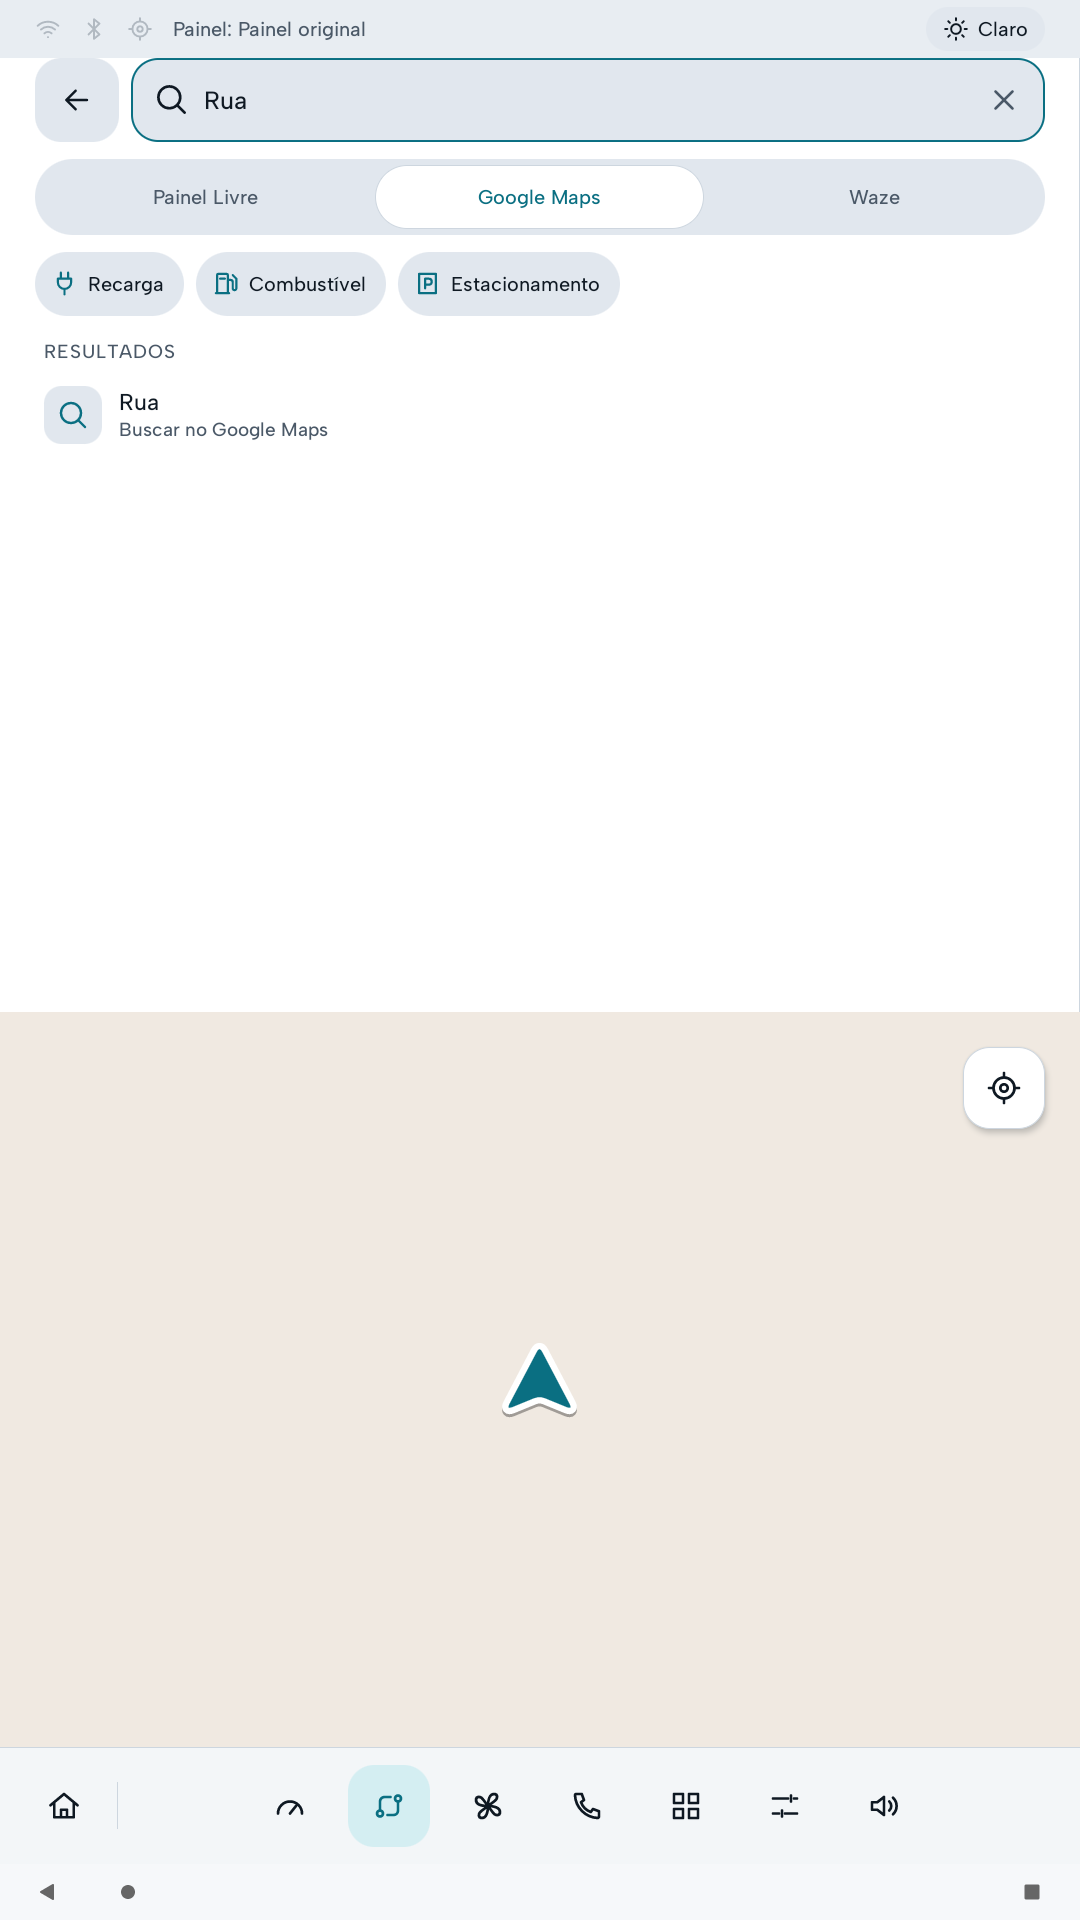 Painel: Painel original
Claro
Rua
Painel Livre
Google Maps
Waze
Recarga
Combustível
Estacionamento
RESULTADOS
Rua
Buscar no Google Maps